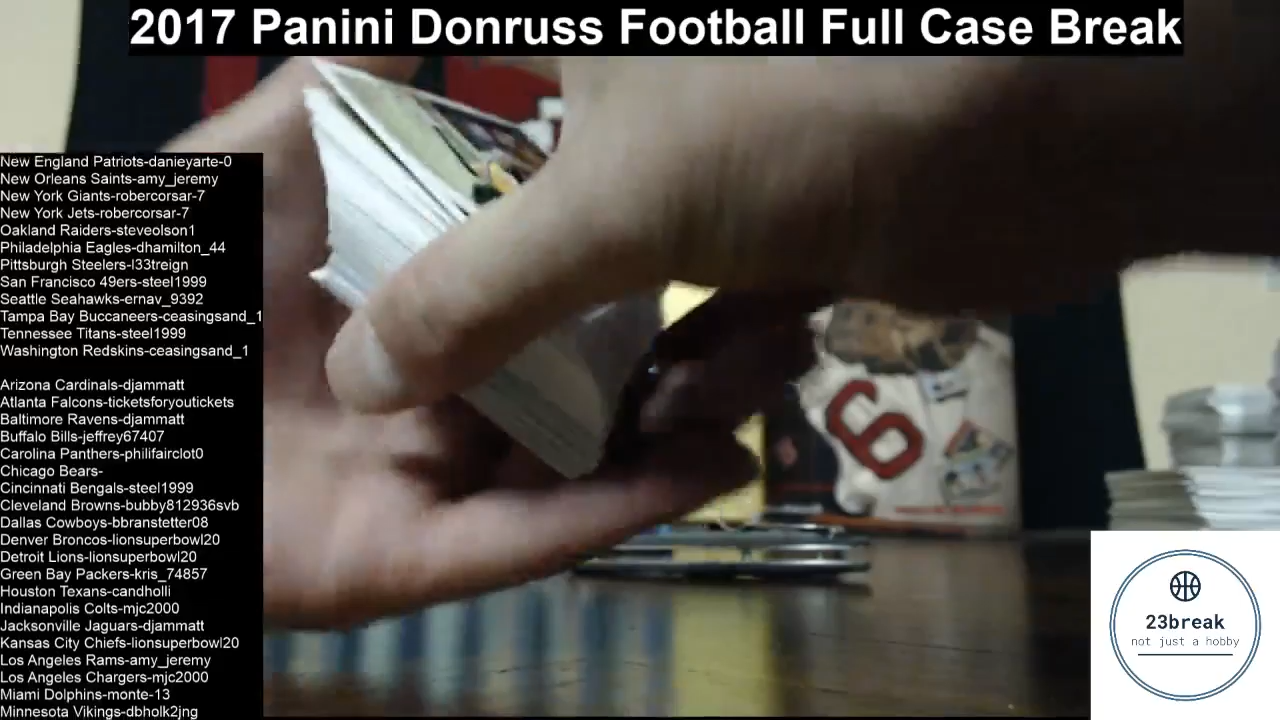 2017 Panini Donruss Football Full Case Break
New England Patriots-danieyarte-0
New Orleans Saints-amy_jeremy
New York Giants-robercorsar-7
New York Jets-robercorsar-7
Oakland Raiders-steveolson1
Philadelphia Eagles-dhamilton_44
Pittsburgh Steelers-l33treign
San Francisco 49ers-steel1999
Seattle Seahawks-ernav_9392
Tampa Bay Buccaneers-ceasingsand_1
Tennessee Titans-steel1999
Washington Redskins-ceasingsand_1
Arizona Cardinals-djammatt
Atlanta Falcons-ticketsforyoutickets
Baltimore Ravens-djammatt
Buffalo Bills-jeffrey67407
Carolina Panthers-philifairclot0
Chicago Bears-
Cincinnati Bengals-steel1999
Cleveland Browns-bubby812936svb
Dallas Cowboys-bbranstetter08
Denver Broncos-lionsuperbowl20
Detroit Lions-lionsuperbowl20
Green Bay Packers-kris_74857
Houston Texans-candholli
Indianapolis Colts-mjc2000
Jacksonville Jaguars-djammatt
Kansas City Chiefs-lionsuperbowl20
Los Angeles Rams-amy_jeremy
Los Angeles Chargers-mjc2000
Miami Dolphins-monte-13
Minnesota Vikings-dbholk2jng
6
23break
not just a hobby